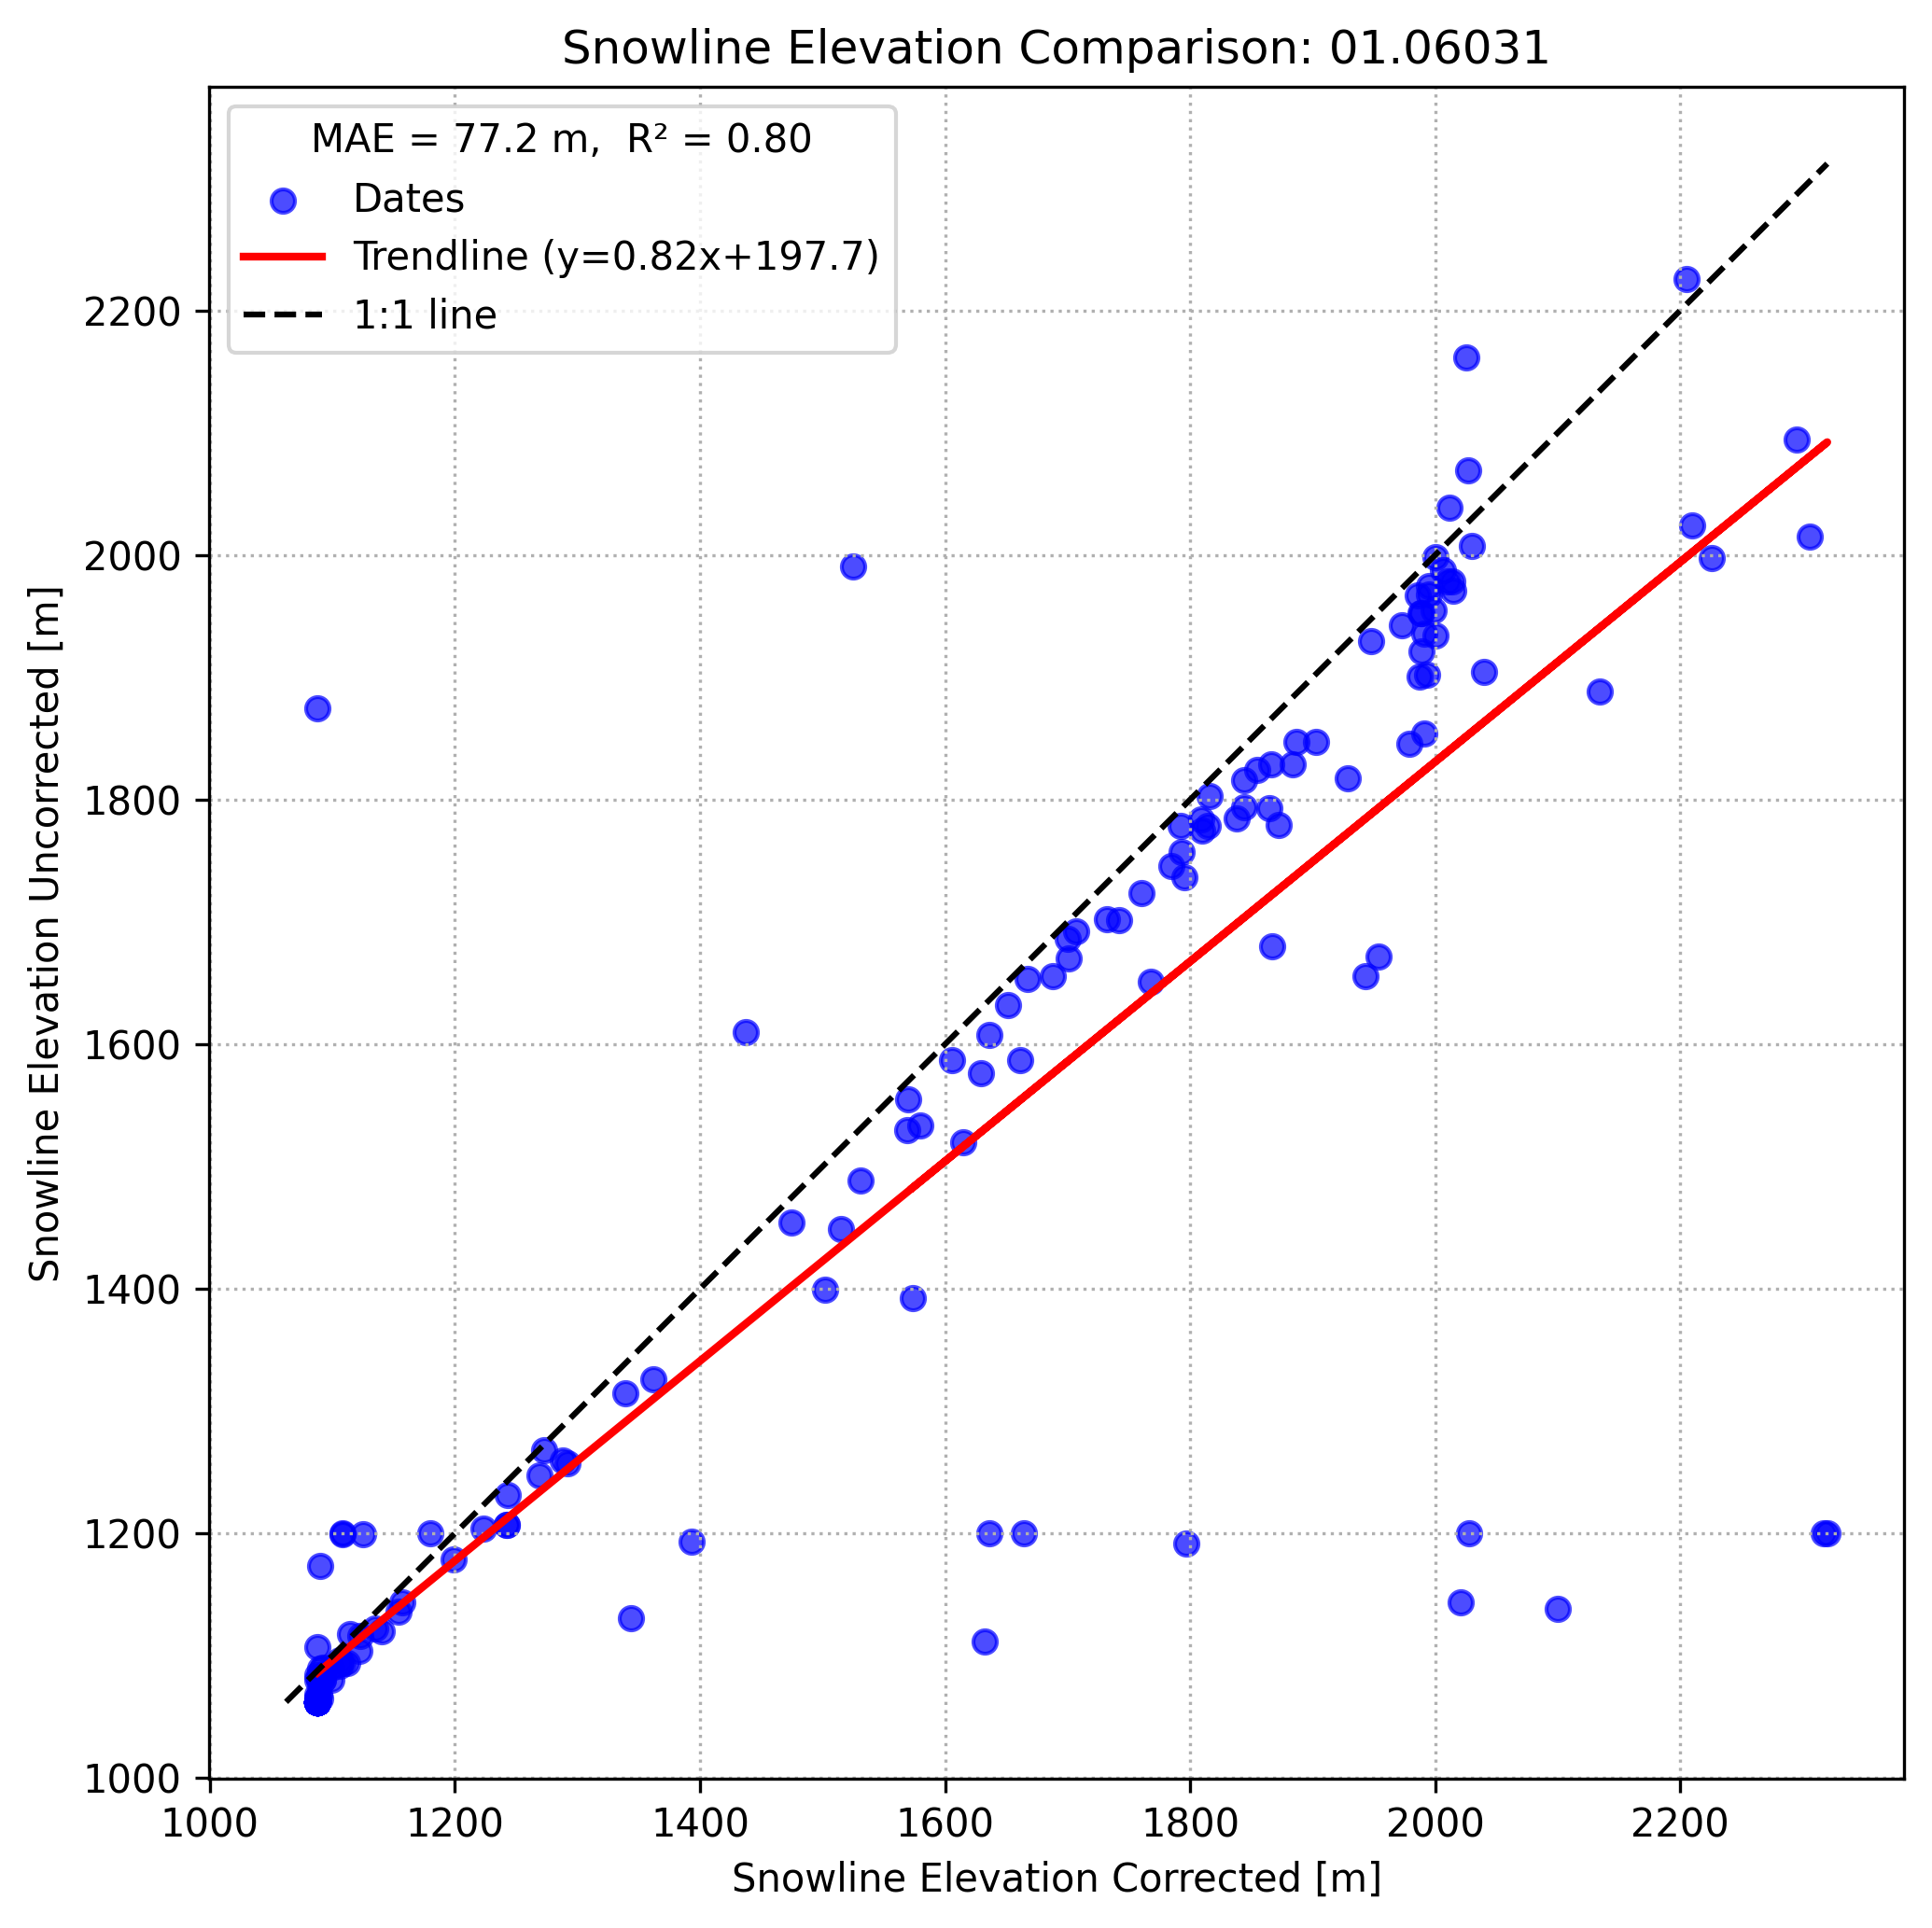 Snowline Elevation Comparison: 01.06031
MAE = 77.2 m,  R² = 0.80
Dates
Trendline (y=0.82x+197.7)
1:1 line
Snowline Elevation Uncorrected [m]
2200
2000
1800
1600
1400
1200
1000
1000 1200 1400 1600 1800 2000 2200
Snowline Elevation Corrected [m]